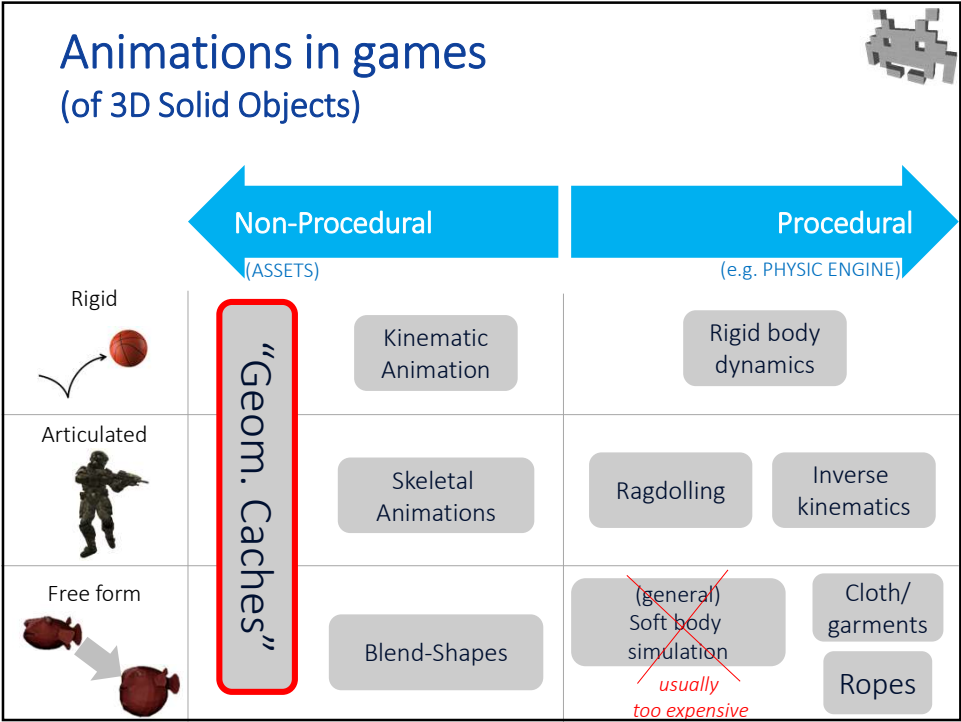 Animations in games
(of 3D Solid Objects)
Non-Procedural
Procedural
(ASSETS)
(e.g. PHYSIC ENGINE)
Rigid
“Geom. Caches”
Kinematic
Animation
Rigid body
dynamics
Articulated
Skeletal
Animations
Ragdolling
Inverse
kinematics
Free form
Blend-Shapes
(general)
Soft body
simulation
usually
too expensive
Cloth/
garments
Ropes